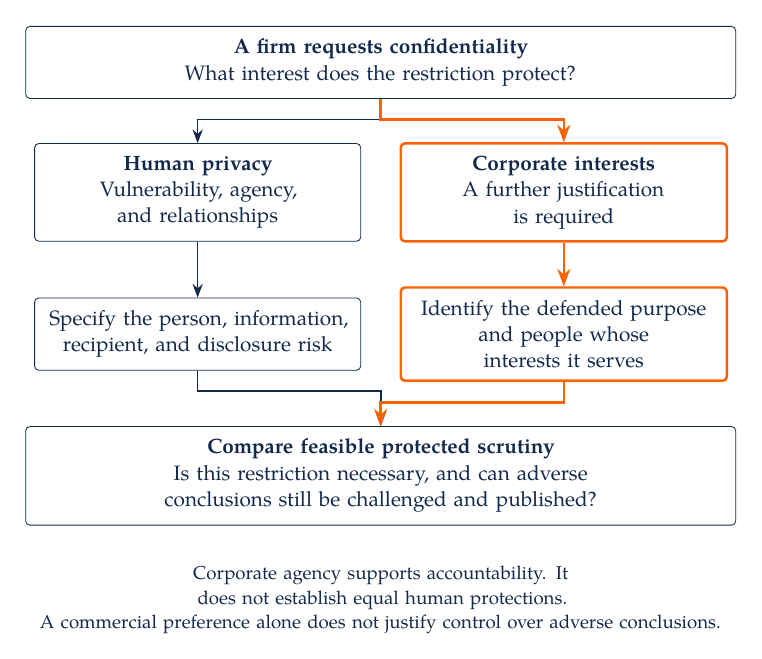 A firm requests confidentiality
What interest does the restriction protect?
Human privacy
Vulnerability, agency,
and relationships
Corporate interests
A further justification
is required
Specify the person, information,
recipient, and disclosure risk
Identify the defended purpose
and people whose
interests it serves
Compare feasible protected scrutiny
Is this restriction necessary, and can adverse
conclusions still be challenged and published?
Corporate agency supports accountability. It
does not establish equal human protections.
A commercial preference alone does not justify control over adverse conclusions.